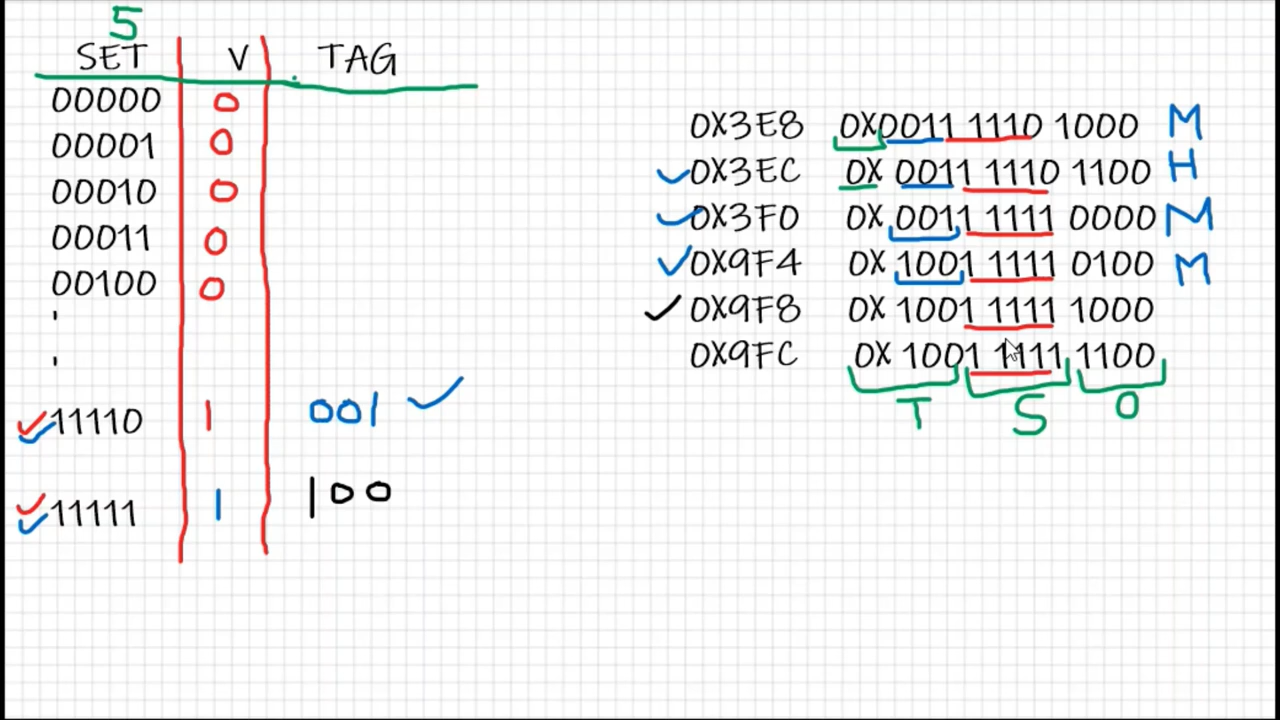 5
SET V TAG
00000 0
00001 0
00010 0
00011 0
00100 0
.
.
11110 1 001
11111 1 100
0X3E8 0X0011 1110 1000 M
0X3EC 0X 0011 1110 1100 H
0X3F0 0X 0011 1111 0000 M
0X9F4 0X 1001 1111 0100 M
0X9F8 0X 1001 1111 1000
0X9FC 0X 1001 1111 1100
T S O